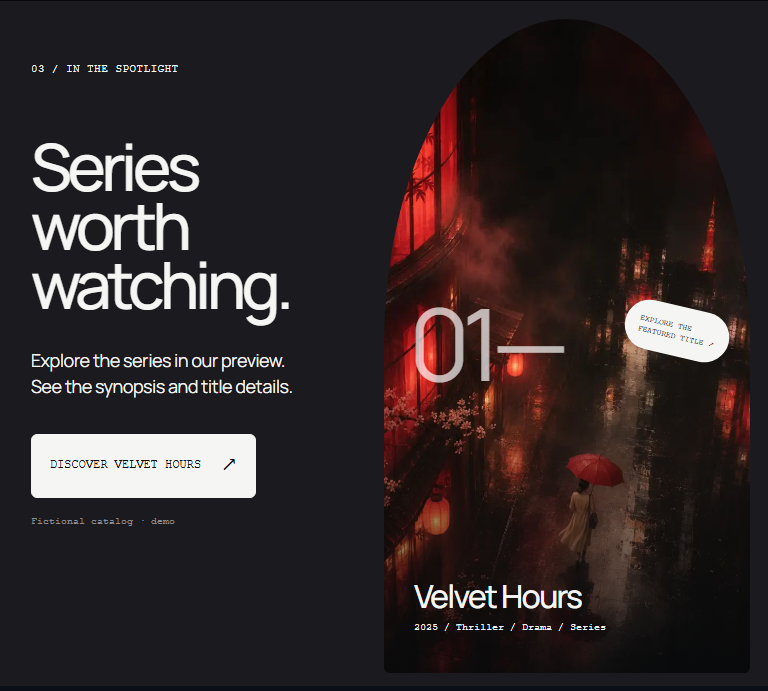 03 / IN THE SPOTLIGHT
Series
worth
watching.
Explore the series in our preview.
See the synopsis and title details.
DISCOVER VELVET HOURS ↗
Fictional catalog · demo
01—
EXPLORE THE
FEATURED TITLE ↗
Velvet Hours
2025 / Thriller / Drama / Series